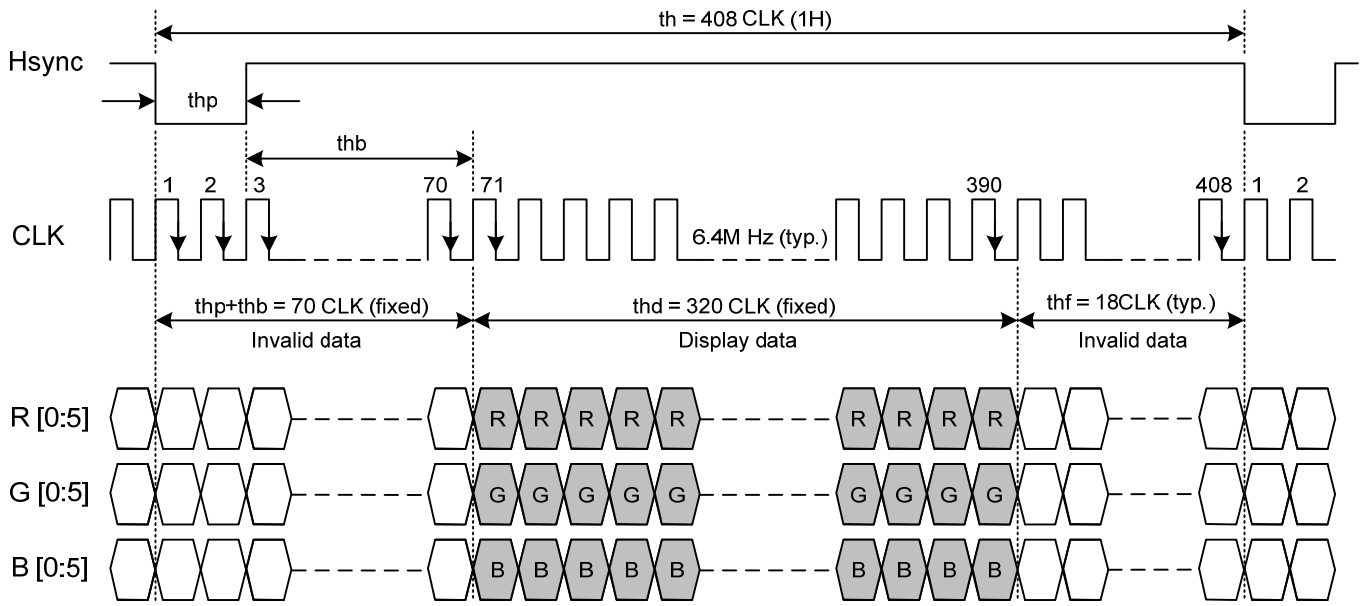 th = 408 CLK (1H)
Hsync
thp
thb
1 2 3 70 71 390 408 1 2
CLK
6.4M Hz (typ.)
thp+thb = 70 CLK (fixed) thd = 320 CLK (fixed) thf = 18CLK (typ.)
Invalid data Display data Invalid data
R [0:5] R R R R R R R R R
G [0:5] G G G G G G G G G
B [0:5] B B B B B B B B B